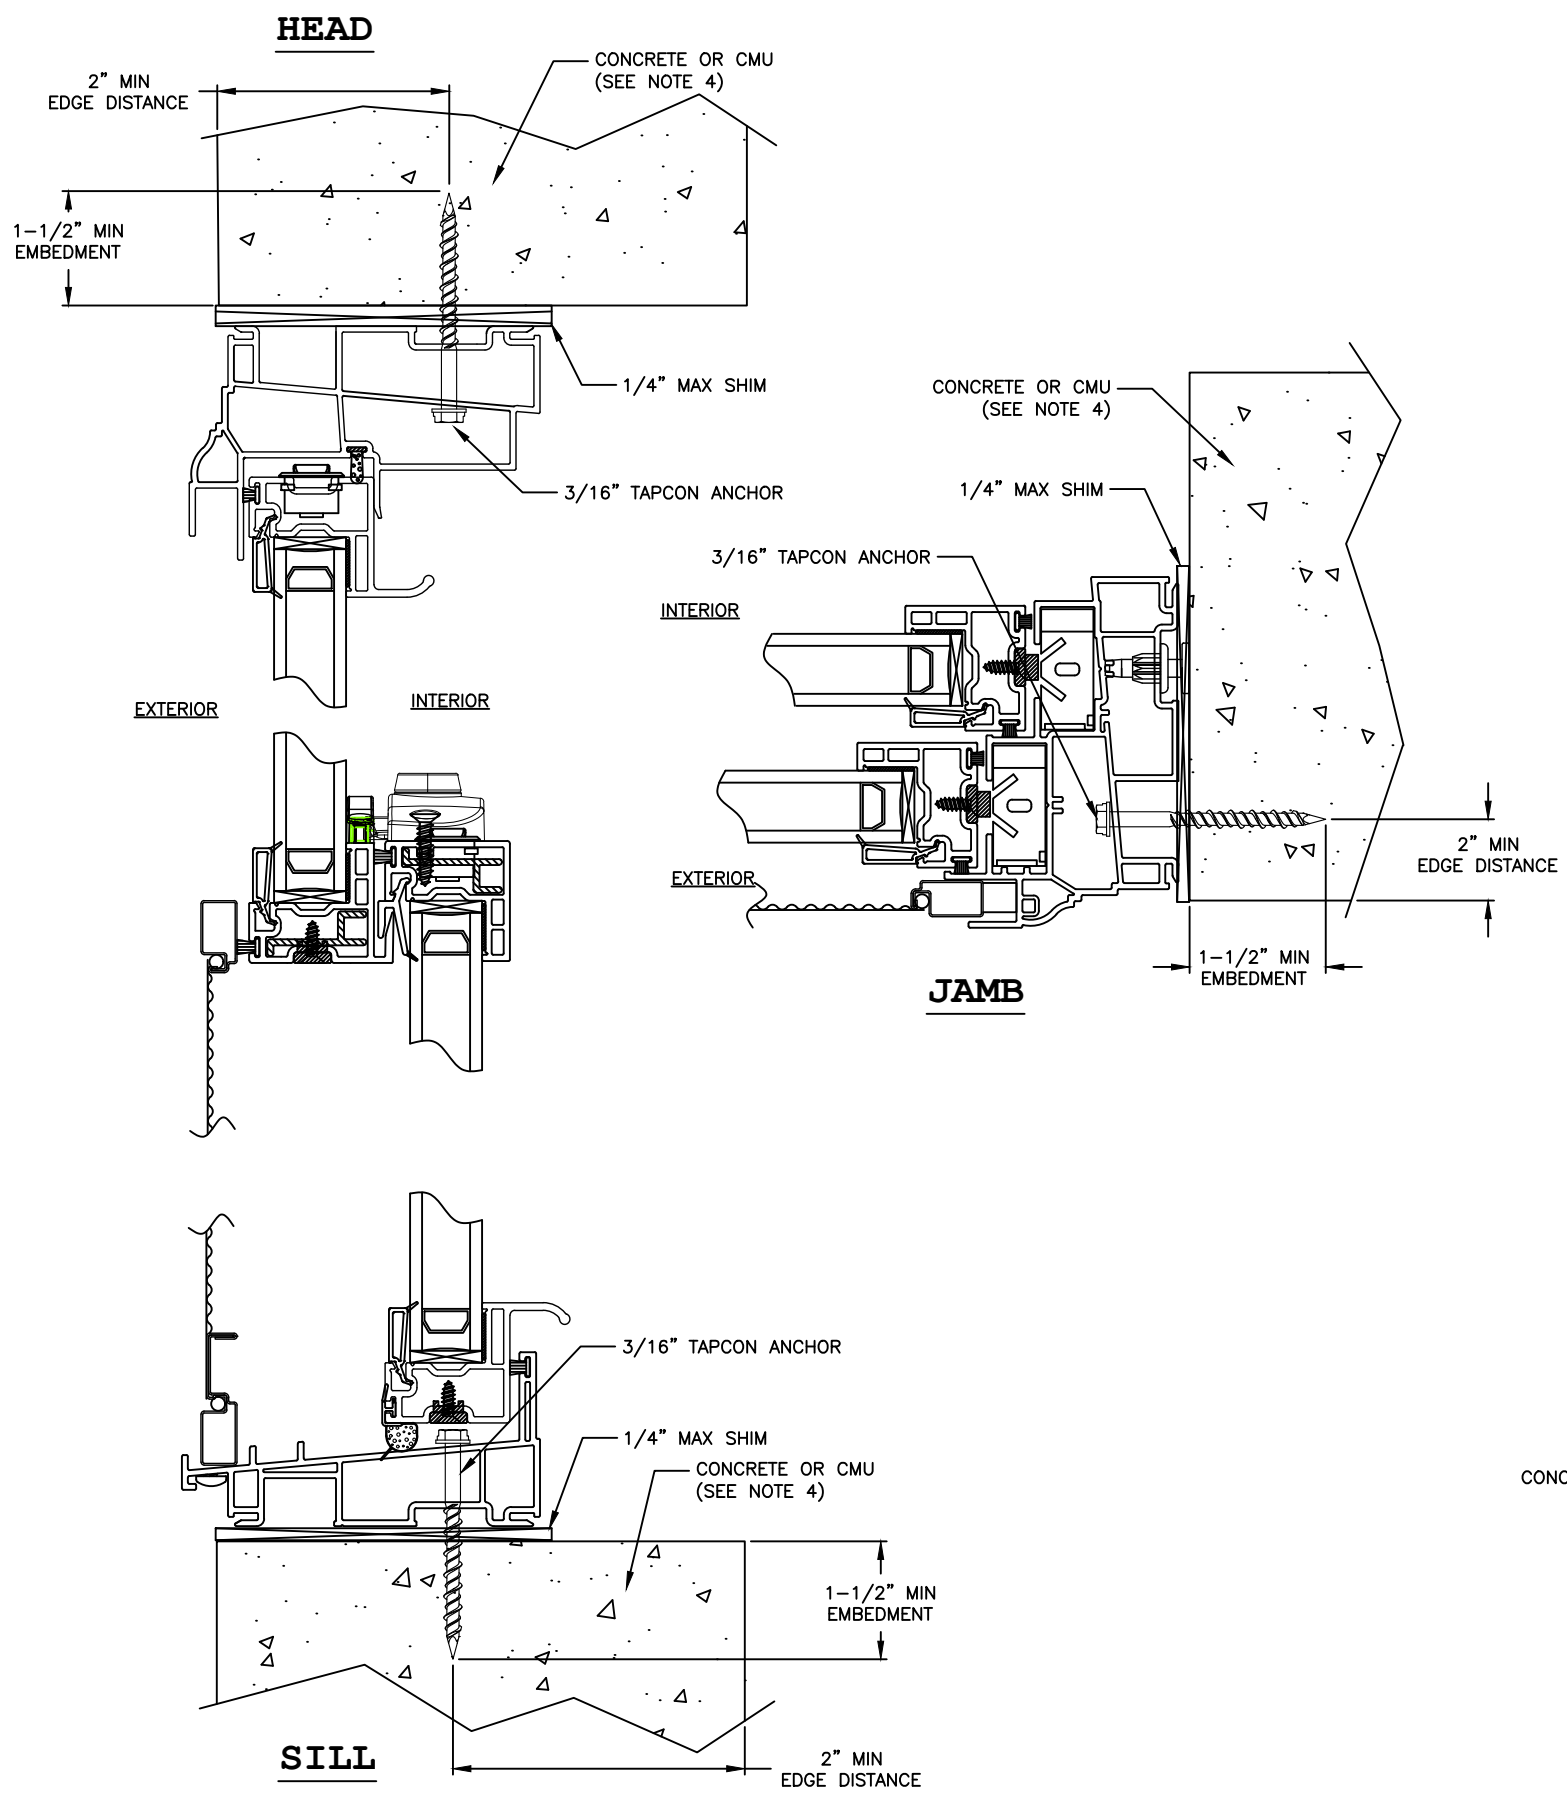 HEAD
2" MIN
EDGE DISTANCE
CONCRETE OR CMU
(SEE NOTE 4)
1-1/2" MIN
EMBEDMENT
1/4" MAX SHIM
3/16" TAPCON ANCHOR
EXTERIOR
INTERIOR
CONCRETE OR CMU
(SEE NOTE 4)
1/4" MAX SHIM
3/16" TAPCON ANCHOR
INTERIOR
EXTERIOR
2" MIN
EDGE DISTANCE
1-1/2" MIN
EMBEDMENT
JAMB
3/16" TAPCON ANCHOR
1/4" MAX SHIM
CONCRETE OR CMU
(SEE NOTE 4)
1-1/2" MIN
EMBEDMENT
SILL
2" MIN
EDGE DISTANCE
CONC